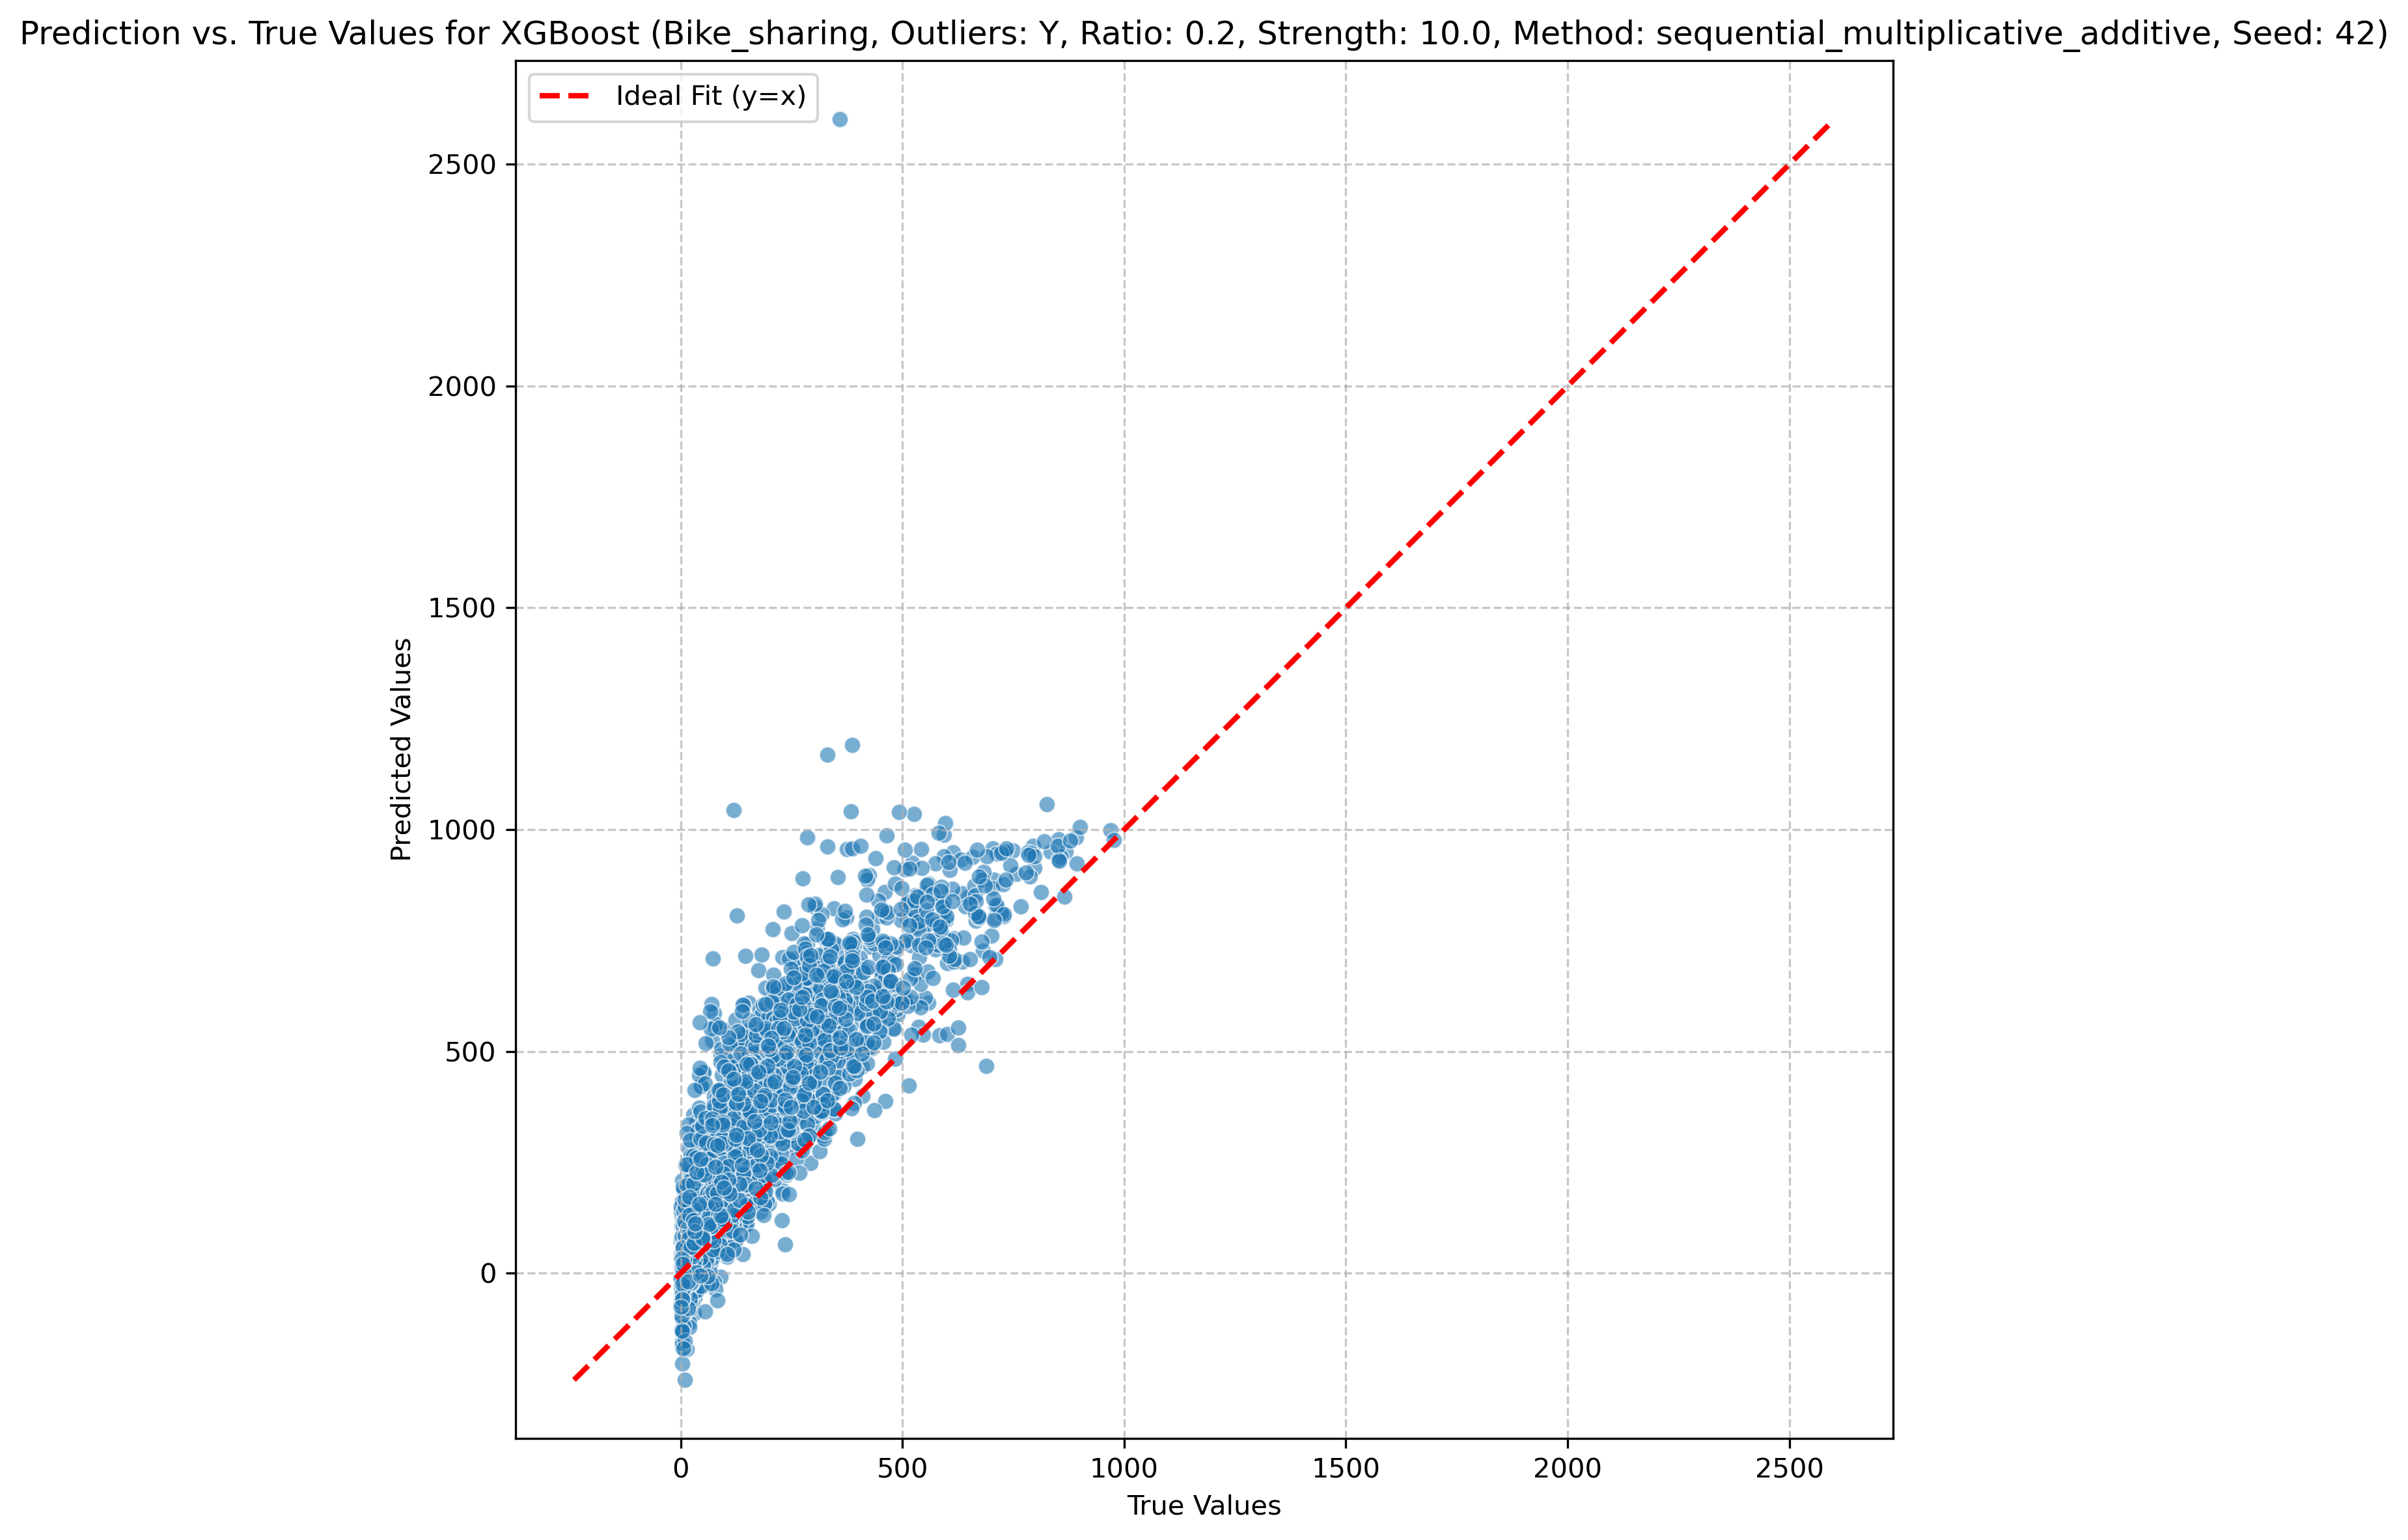 Prediction vs. True Values for XGBoost (Bike_sharing, Outliers: Y, Ratio: 0.2, Strength: 10.0, Method: sequential_multiplicative_additive, Seed: 42)
Ideal Fit (y=x)
2500
2000
1500
1000
500
0
Predicted Values
0 500 1000 1500 2000 2500
True Values